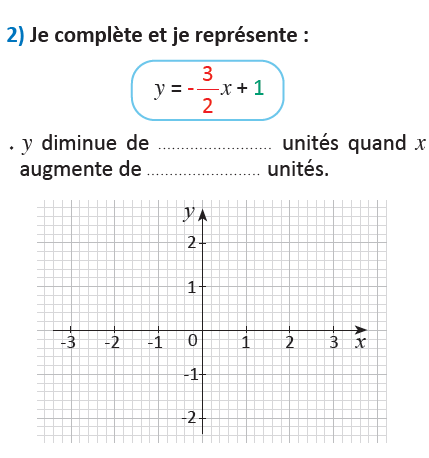 2) Je complète et je représente :
y = -3/2 x + 1
. y diminue de ........................ unités quand x
augmente de ........................ unités.
y
2
1
-3 -2 -1 0 1 2 3 x
-1
-2